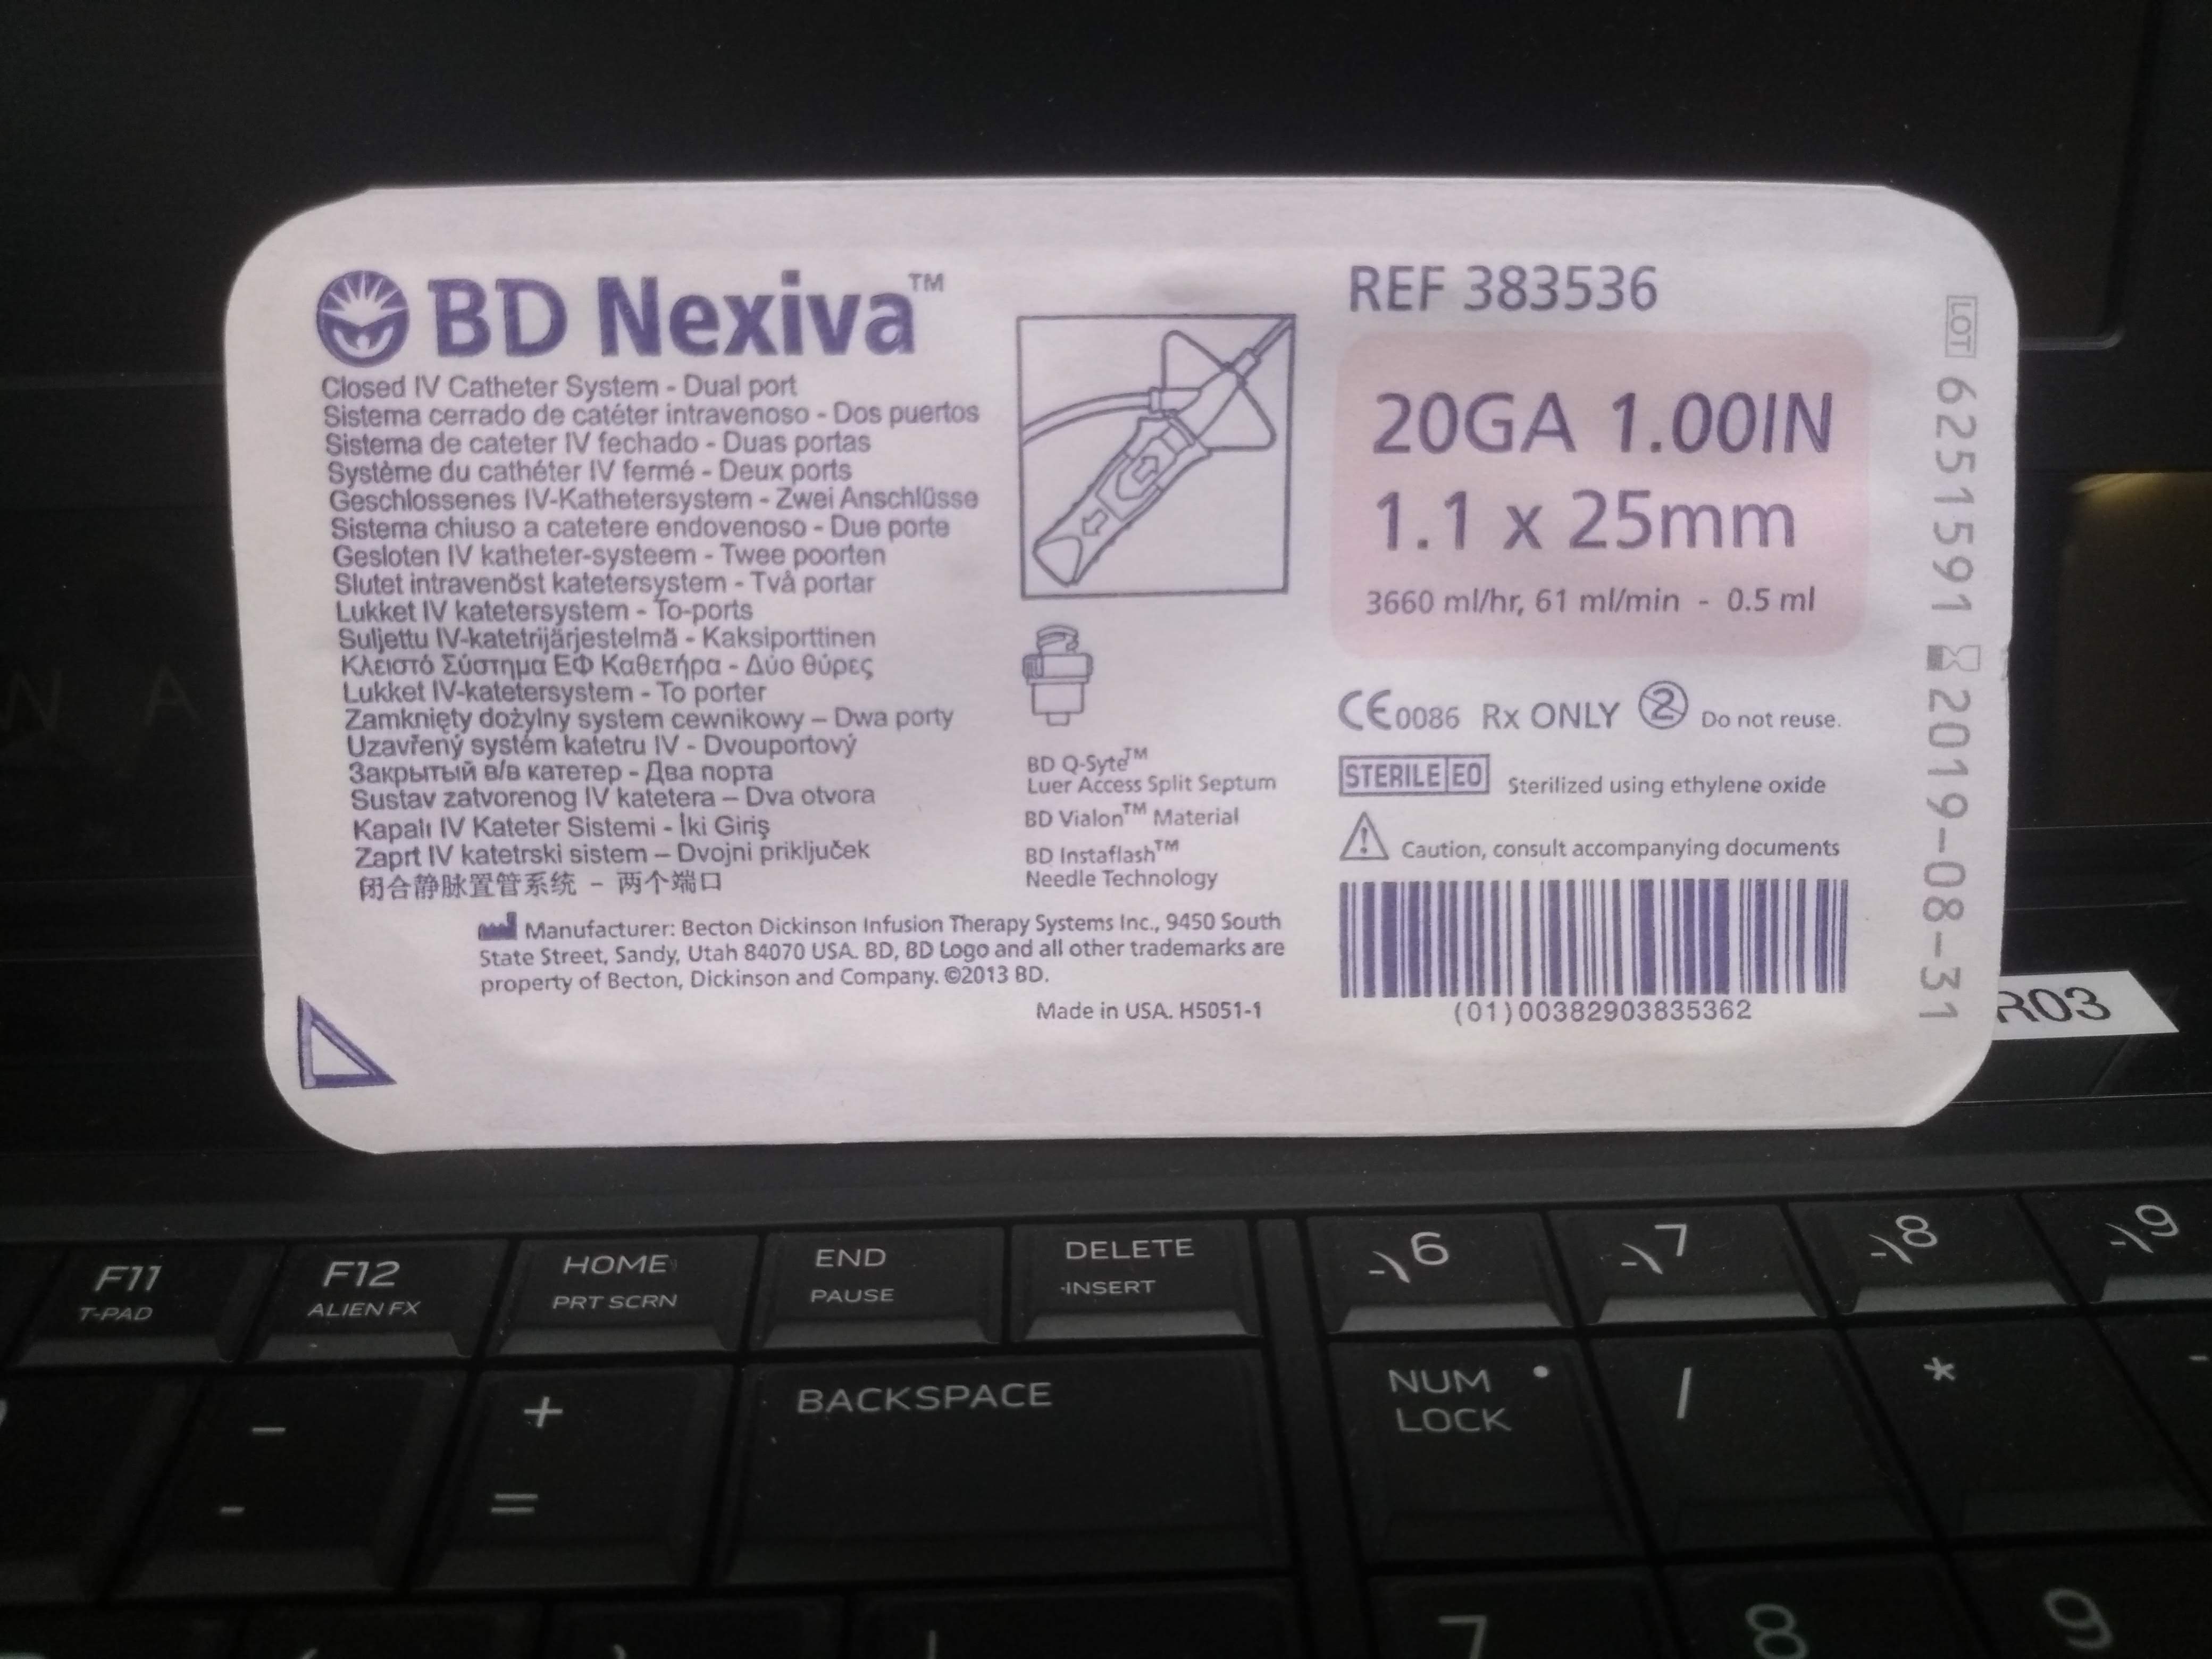 BD Nexiva™
Closed IV Catheter System - Dual port
Sistema cerrado de catéter intravenoso - Dos puertos
Sistema de cateter IV fechado - Duas portas
Système du cathéter IV fermé - Deux ports
Geschlossenes IV-Kathetersystem - Zwei Anschlüsse
Sistema chiuso a catetere endovenoso - Due porte
Gesloten IV katheter-systeem - Twee poorten
Slutet intravenöst katetersystem - Två portar
Lukket IV katetersystem - To-ports
Suljettu IV-katetrijärjestelmä - Kaksiporttinen
Κλειστό Σύστημα ΕΦ Καθετήρα - Δύο θύρες
Lukket IV-katetersystem - To porter
Zamknięty dożylny system cewnikowy – Dwa porty
Uzavřený systém katetru IV - Dvouportový
Закрытый в/в катетер - Два порта
Sustav zatvorenog IV katetera – Dva otvora
Kapalı IV Kateter Sistemi - İki Giriş
Zaprt IV katetrski sistem – Dvojni priključek
闭合静脉置管系统 - 两个端口
Manufacturer: Becton Dickinson Infusion Therapy Systems Inc., 9450 South
State Street, Sandy, Utah 84070 USA. BD, BD Logo and all other trademarks are
property of Becton, Dickinson and Company. ©2013 BD.
Made in USA. H5051-1
BD Q-Syte™
Luer Access Split Septum
BD Vialon™ Material
BD Instaflash™
Needle Technology
REF 383536
20GA 1.00IN
1.1 x 25mm
3660 ml/hr, 61 ml/min - 0.5 ml
CE0086 Rx ONLY 2 Do not reuse.
STERILE EO Sterilized using ethylene oxide
Caution, consult accompanying documents
(01)00382903835362
LOT 6251591 2019-08-31
R03
W A
F11 F12 HOME END DELETE 6 7 8 9
T-PAD ALIEN FX PRT SCRN PAUSE INSERT
- + BACKSPACE NUM LOCK / * -
- =
7 8 9